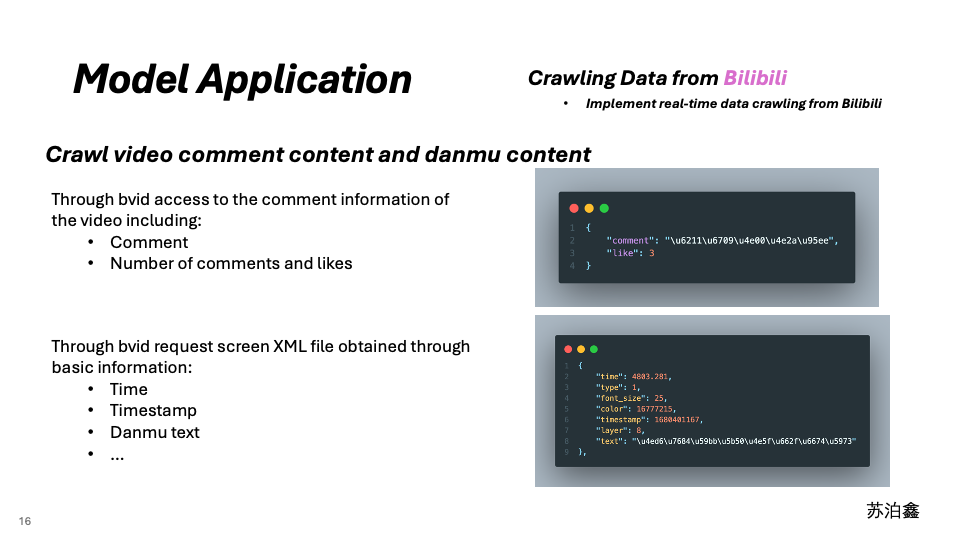 Model Application
Crawling Data from Bilibili
• Implement real-time data crawling from Bilibili
Crawl video comment content and danmu content
Through bvid access to the comment information of
the video including:
• Comment
• Number of comments and likes
1 {
2 "comment": "\u6211\u6709\u4e00\u4e2a\u95ee",
3 "like": 3
4 }
Through bvid request screen XML file obtained through
basic information:
• Time
• Timestamp
• Danmu text
• ...
1 {
2 "time": 4803.281,
3 "type": 1,
4 "font_size": 25,
5 "color": 16777215,
6 "timestamp": 1680401167,
7 "layer": 8,
8 "text": "\u4ed6\u7684\u59bb\u5b50\u4e5f\u662f\u6674\u5973"
9 },
苏泊鑫
16